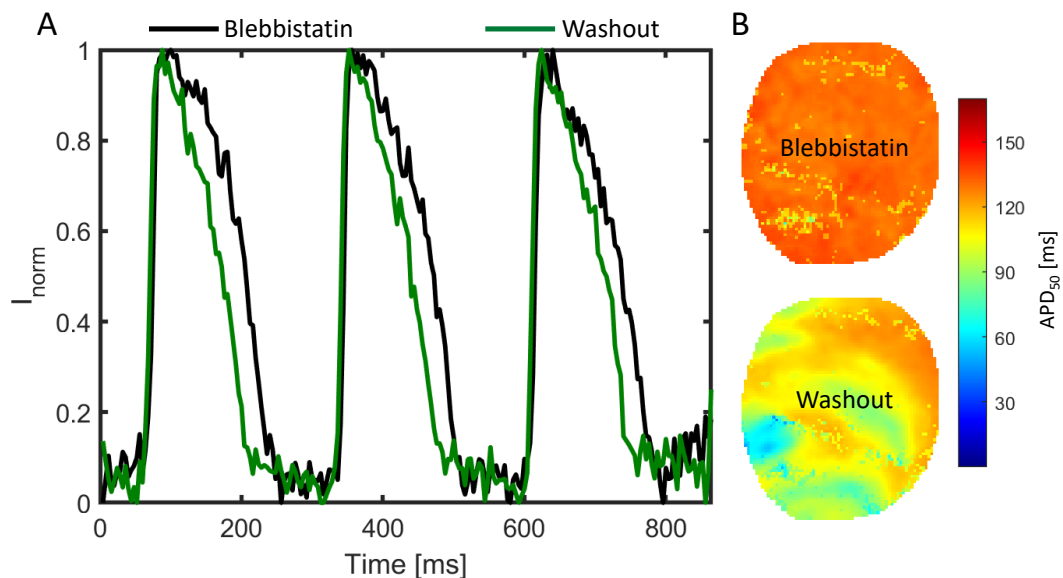 A
Blebbistatin
Washout
B
1
0.8
0.6
0.4
0.2
0
I_norm
0
200
400
600
800
Time [ms]
Blebbistatin
Washout
150
120
90
60
30
APD₅₀ [ms]